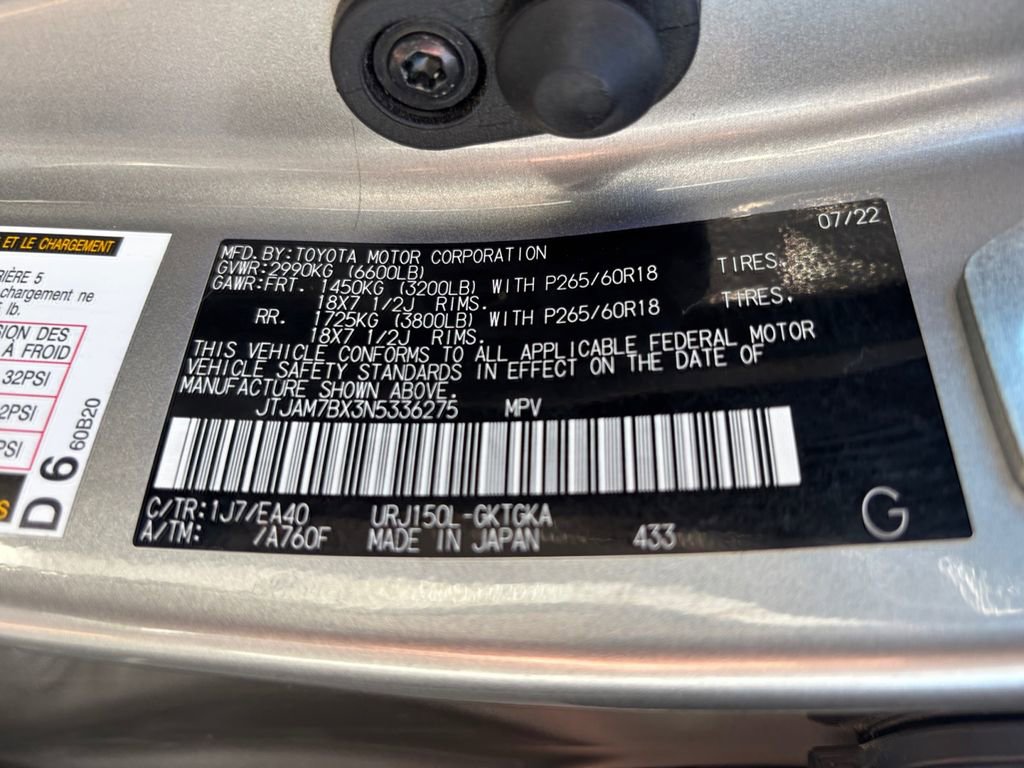 ET LE CHARGEMENT
RIÈRE 5
chargement ne
lb.
SION DES
À FROID
32PSI
2PSI
PSI
D6
60B20
07/22
MFD. BY: TOYOTA MOTOR CORPORATION
GVWR: 2990KG (6600LB)
GAWR: FRT. 1450KG (3200LB) WITH P265/60R18 TIRES,
18X7 1/2J RIMS.
RR. 1725KG (3800LB) WITH P265/60R18 TIRES,
18X7 1/2J RIMS.
THIS VEHICLE CONFORMS TO ALL APPLICABLE FEDERAL MOTOR
VEHICLE SAFETY STANDARDS IN EFFECT ON THE DATE OF
MANUFACTURE SHOWN ABOVE.
JTJAM7BX3N5336275 MPV
C/TR: 1J7/EA40 URJ150L-GKTGKA
A/TM: /A760F MADE IN JAPAN 433
G